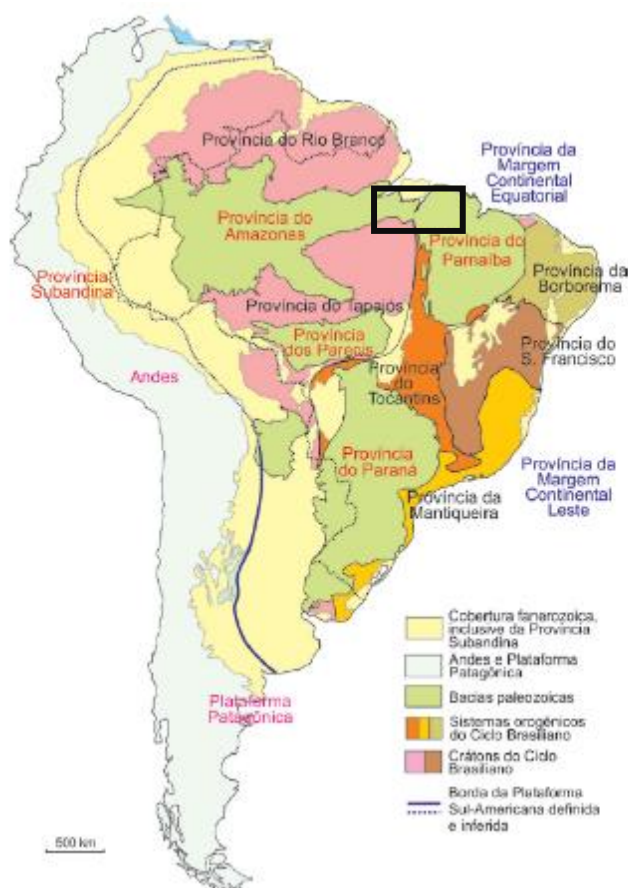 Província do Rio Branco
Província da
Margem
Continental
Equatorial
Província do
Amazonas
Província do
Parnaíba
Província da
Borborema
Província
Subandina
Província do Tapajós
Província
dos Parecis
Província do
S. Francisco
Andes
Província
do
Tocantins
Província
do Paraná
Província da
Margem
Continental
Leste
Província da
Mantiqueira
Plataforma
Patagônica
Cobertura fanerozoica,
inclusive da Província
Subandina
Andes e Plataforma
Patagônica
Bacias paleozoicas
Sistemas orogênicos
do Ciclo Brasiliano
Crátons do Ciclo
Brasiliano
Borda da Plataforma
Sul-Americana definida
e inferida
500 km